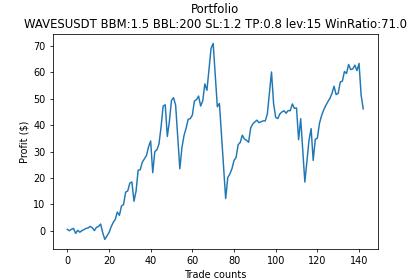 Portfolio
WAVESUSDT BBM:1.5 BBL:200 SL:1.2 TP:0.8 lev:15 WinRatio:71.0
70
60
50
40
30
20
10
0
Profit ($)
0 20 40 60 80 100 120 140
Trade counts